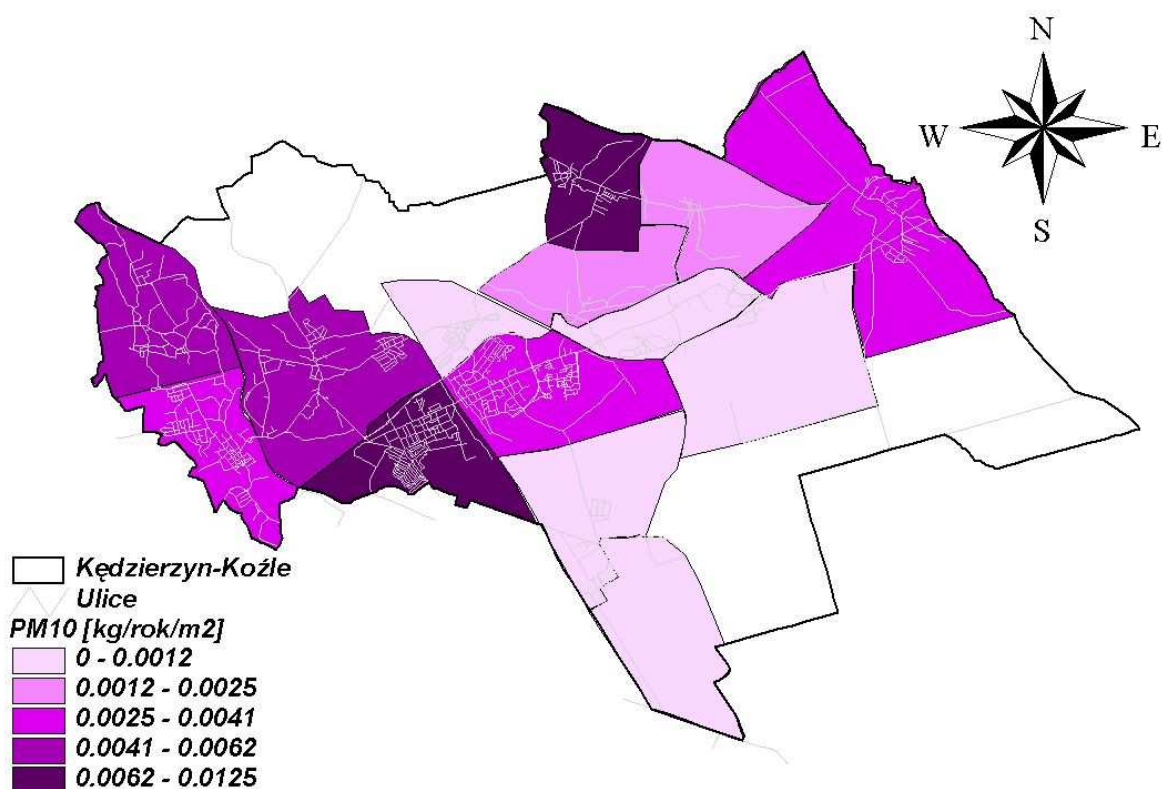 N
W E
S
Kędzierzyn-Koźle
Ulice
PM10 [kg/rok/m2]
0 - 0.0012
0.0012 - 0.0025
0.0025 - 0.0041
0.0041 - 0.0062
0.0062 - 0.0125